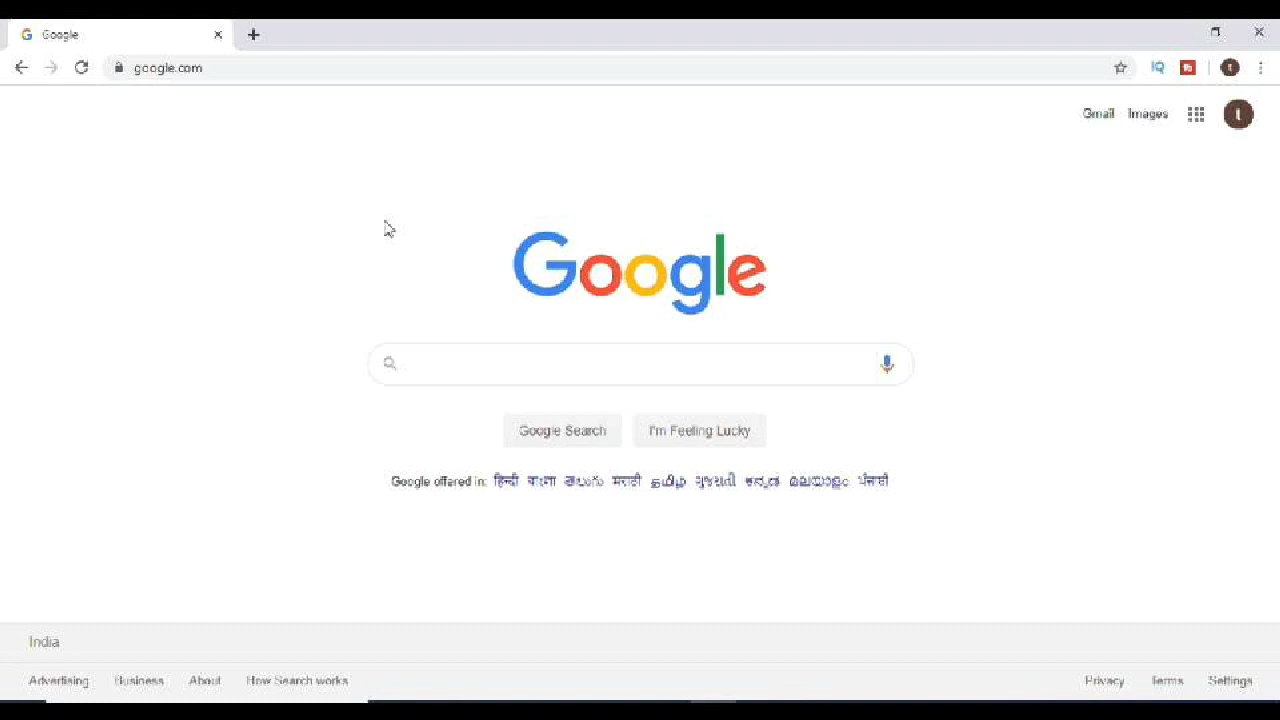 Google
google.com
Gmail Images
t
Google
Google Search I'm Feeling Lucky
Google offered in: हिन्दी বাংলা తెలుగు मराठी தமிழ் ગુજરાતી ಕನ್ನಡ മലയാളം ਪੰਜਾਬੀ
India
Advertising Business About How Search works Privacy Terms Settings